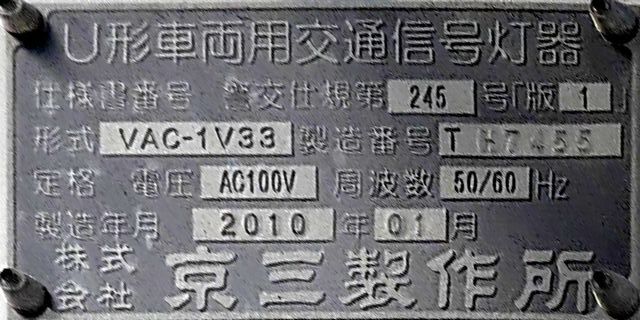 U形車両用交通信号灯器
仕様書番号 警交仕規第 245 号「版 1 」
形式 VAC-1V33 製造番号 T H7455
定格 電圧 AC100V 周波数 50/60 Hz
製造年月 2010 年 01 月
株式会社 京三製作所